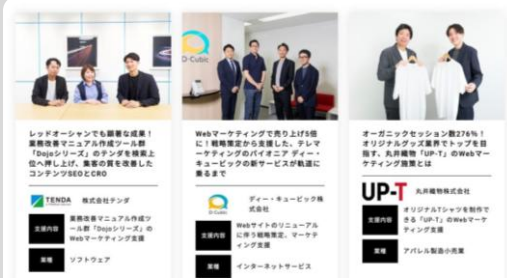 D-Cubic
レッドオーシャンでも顕著な成果!
業務改善マニュアル作成ツール群
「Dojoシリーズ」のテンダを検索上
位へ押し上げ、集客の質を改善した
コンテンツSEOとCRO
TENDA 株式会社テンダ
支援内容
業務改善マニュアル作成ツ
ール群「Dojoシリーズ」の
Webマーケティング支援
業種
ソフトウェア
Webマーケティングで売り上げ5倍
に!戦略策定から支援した、テレマ
ーケティングのパイオニア ディー・
キュービックの新サービスが軌道に
乗るまで
D-Cubic
ディー・キュービック株
式会社
支援内容
Webサイトのリニューアル
に伴う戦略策定、マーケテ
ィング支援
業種
インターネットサービス
オーガニックセッション数276%!
オリジナルグッズ業界でトップを目
指す、丸井織物「UP-T」のWebマー
ケティング施策とは
UP-T 丸井織物株式会社
支援内容
オリジナルTシャツを制作で
きる「UP-T」のWebマーケ
ティング支援
業種
アパレル製造小売業